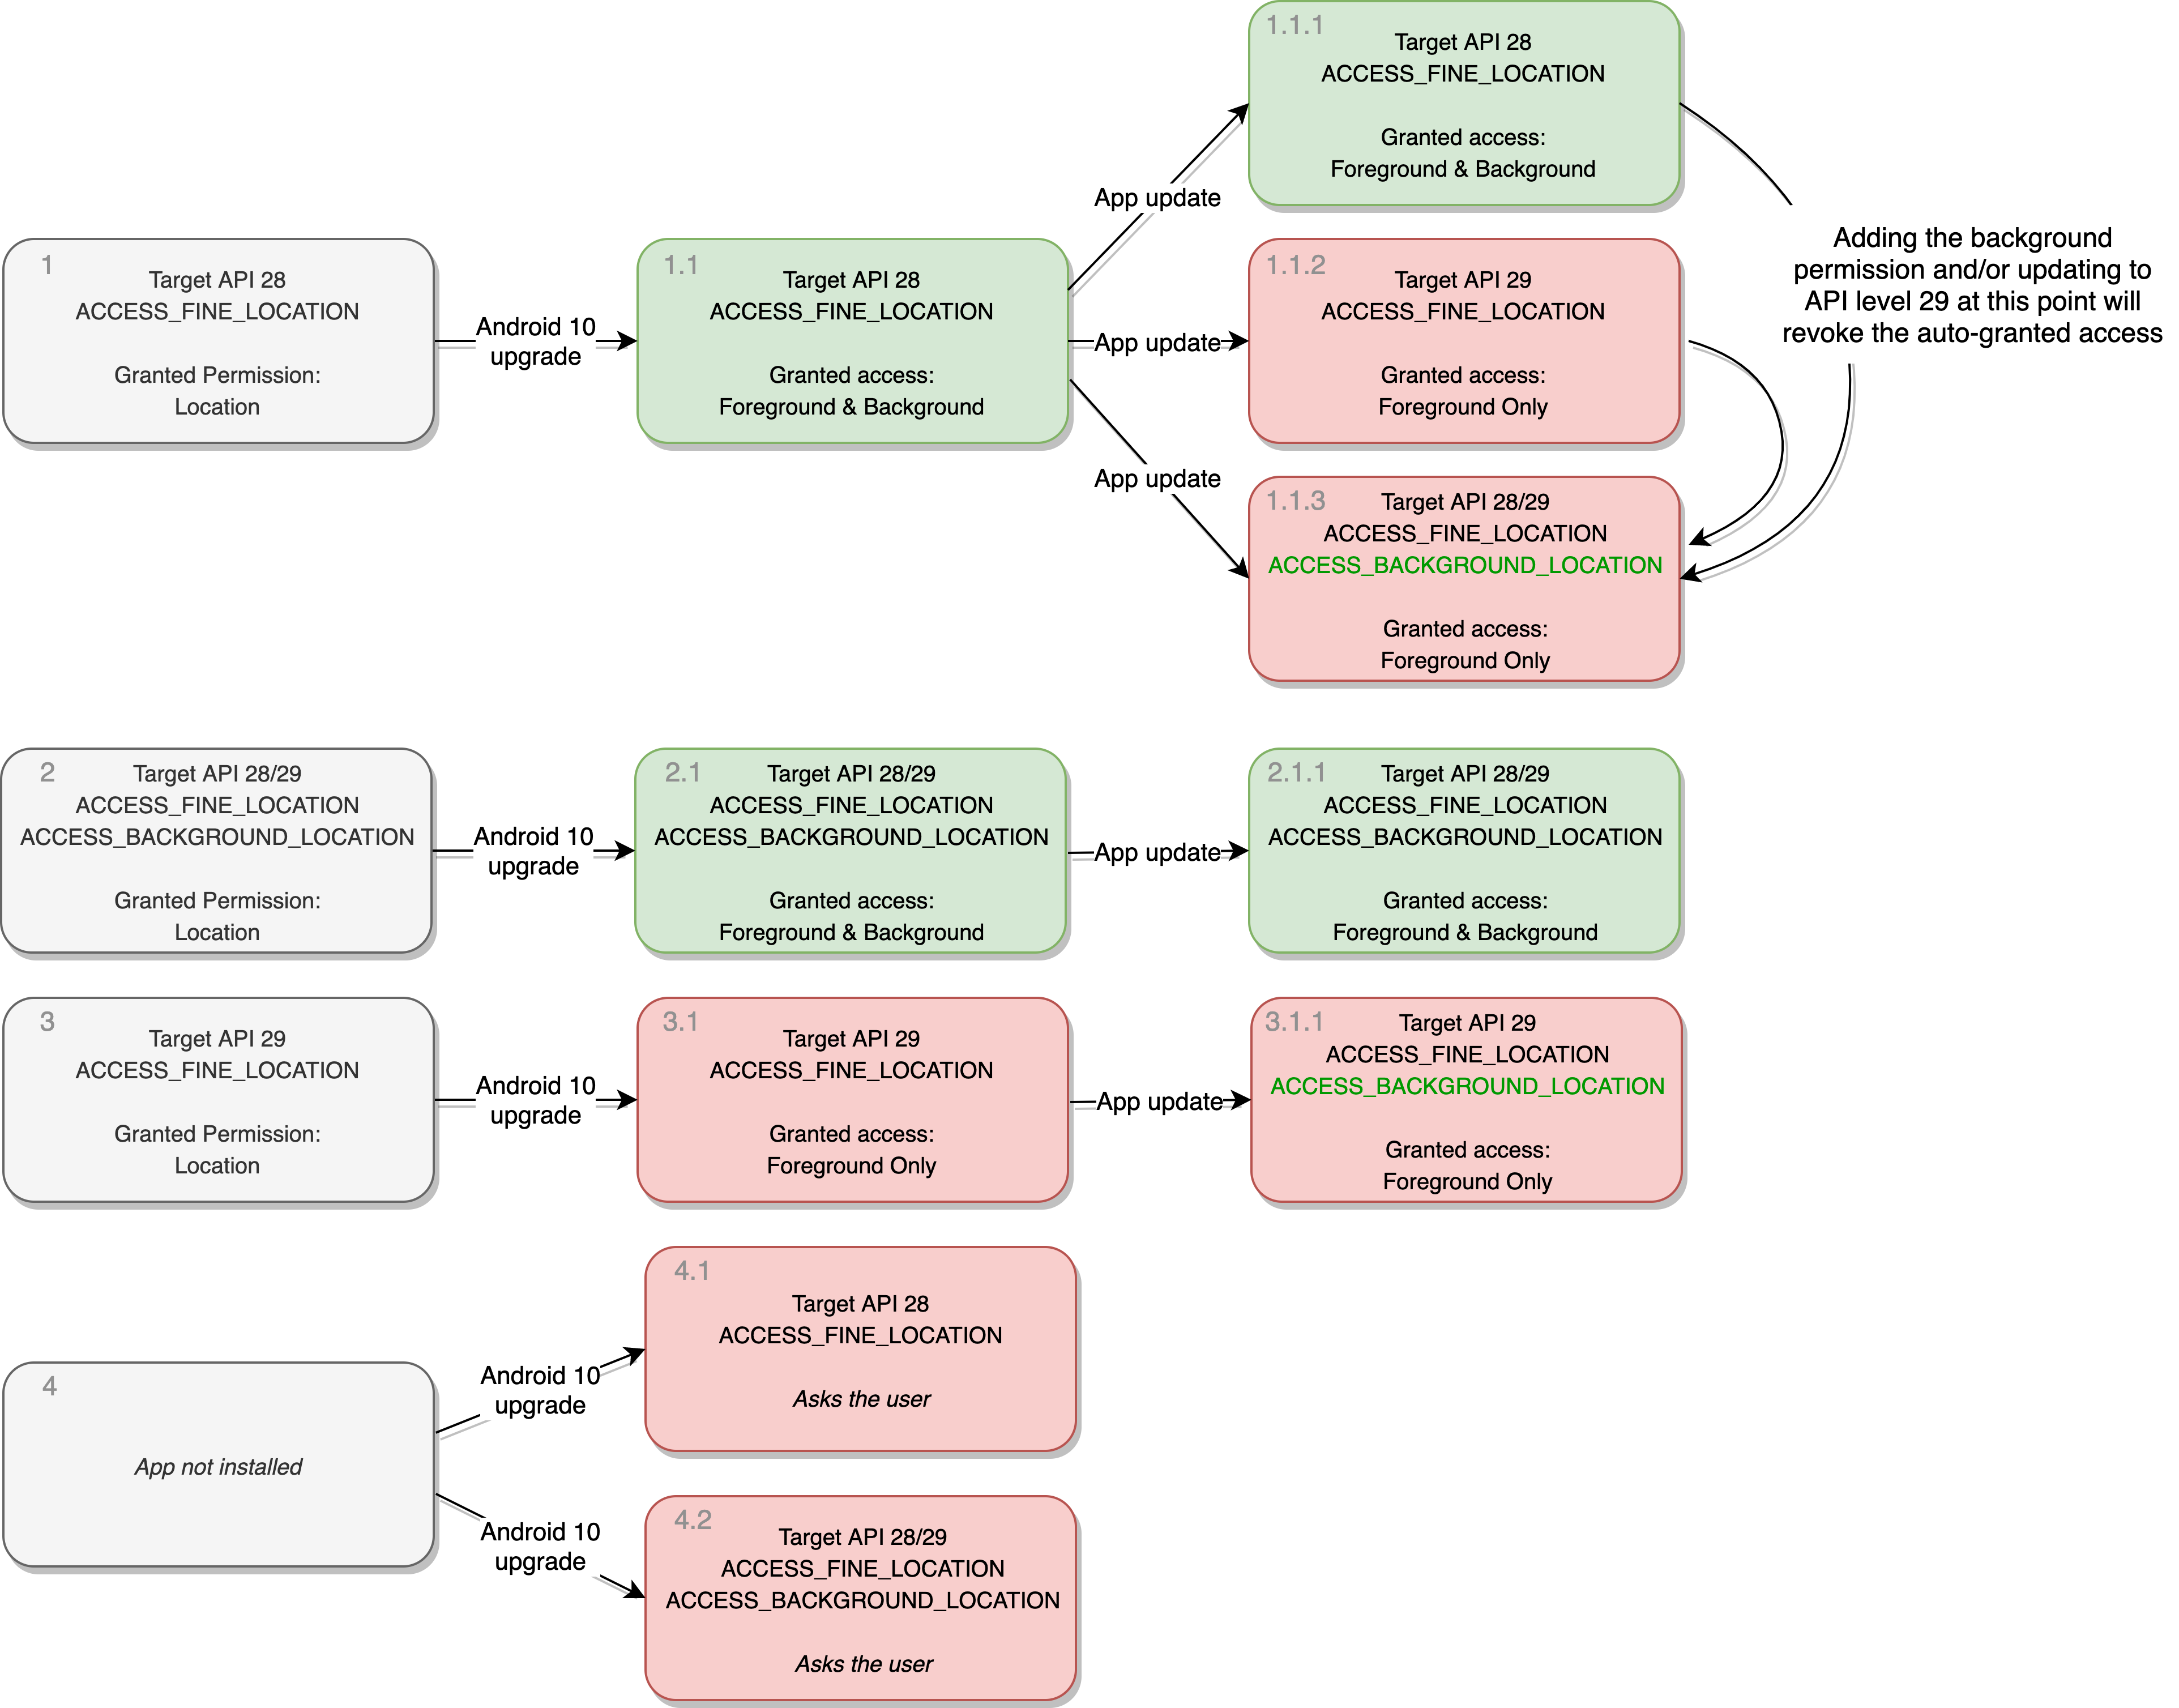 1.1.1
Target API 28
ACCESS_FINE_LOCATION
Granted access:
Foreground & Background
App update
1
Target API 28
ACCESS_FINE_LOCATION
Granted Permission:
Location
Android 10
upgrade
1.1
Target API 28
ACCESS_FINE_LOCATION
Granted access:
Foreground & Background
App update
1.1.2
Target API 29
ACCESS_FINE_LOCATION
Granted access:
Foreground Only
Adding the background
permission and/or updating to
API level 29 at this point will
revoke the auto-granted access
App update
1.1.3
Target API 28/29
ACCESS_FINE_LOCATION
ACCESS_BACKGROUND_LOCATION
Granted access:
Foreground Only
2
Target API 28/29
ACCESS_FINE_LOCATION
ACCESS_BACKGROUND_LOCATION
Granted Permission:
Location
Android 10
upgrade
2.1
Target API 28/29
ACCESS_FINE_LOCATION
ACCESS_BACKGROUND_LOCATION
Granted access:
Foreground & Background
App update
2.1.1
Target API 28/29
ACCESS_FINE_LOCATION
ACCESS_BACKGROUND_LOCATION
Granted access:
Foreground & Background
3
Target API 29
ACCESS_FINE_LOCATION
Granted Permission:
Location
Android 10
upgrade
3.1
Target API 29
ACCESS_FINE_LOCATION
Granted access:
Foreground Only
App update
3.1.1
Target API 29
ACCESS_FINE_LOCATION
ACCESS_BACKGROUND_LOCATION
Granted access:
Foreground Only
4
App not installed
Android 10
upgrade
4.1
Target API 28
ACCESS_FINE_LOCATION
Asks the user
Android 10
upgrade
4.2
Target API 28/29
ACCESS_FINE_LOCATION
ACCESS_BACKGROUND_LOCATION
Asks the user